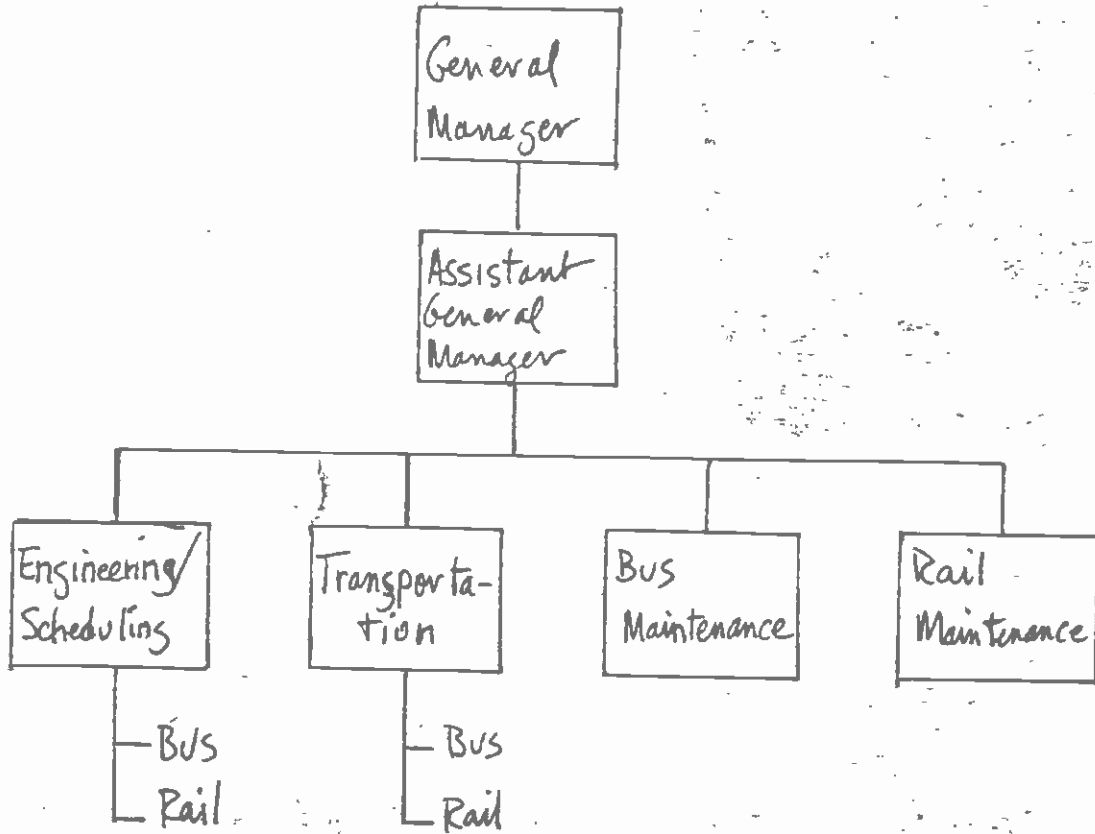 General
Manager
Assistant
General
Manager
Engineering/
Scheduling
Transporta-
tion
Bus
Maintenance
Rail
Maintenance
Bus
Rail
Bus
Rail